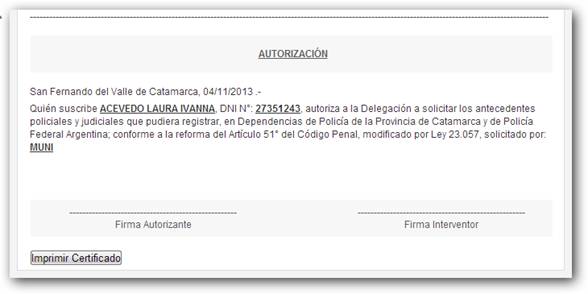 AUTORIZACIÓN
San Fernando del Valle de Catamarca, 04/11/2013 .-
Quién suscribe ACEVEDO LAURA IVANNA, DNI N°: 27351243, autoriza a la Delegación a solicitar los antecedentes
policiales y judiciales que pudiera registrar, en Dependencias de Policía de la Provincia de Catamarca y de Policía
Federal Argentina; conforme a la reforma del Artículo 51° del Código Penal, modificado por Ley 23.057, solicitado por:
MUNI
Firma Autorizante Firma Interventor
Imprimir Certificado